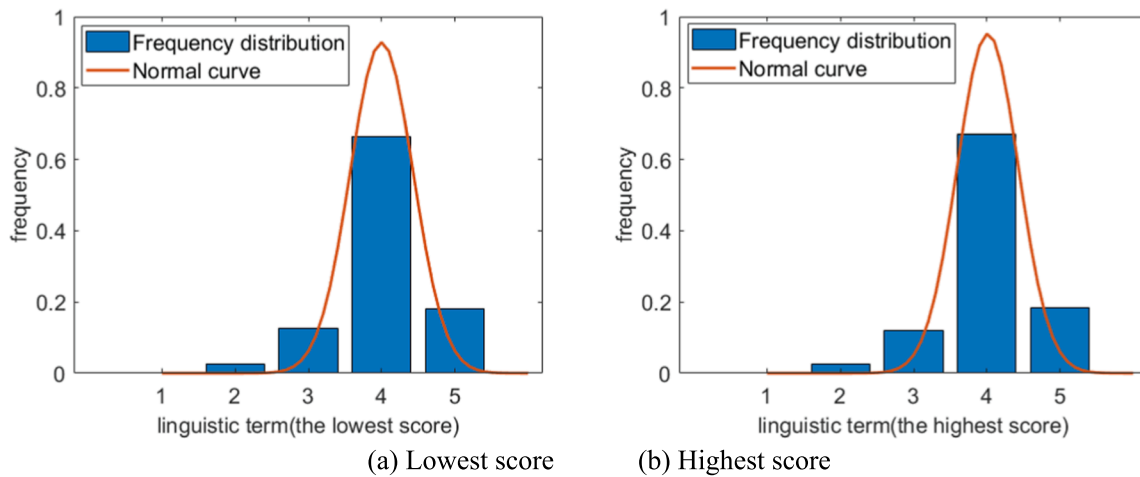 1
0.8
0.6
0.4
0.2
0
frequency
Frequency distribution
Normal curve
1 2 3 4 5
linguistic term(the lowest score)
1
0.8
0.6
0.4
0.2
0
frequency
Frequency distribution
Normal curve
1 2 3 4 5
linguistic term(the highest score)
(a) Lowest score
(b) Highest score